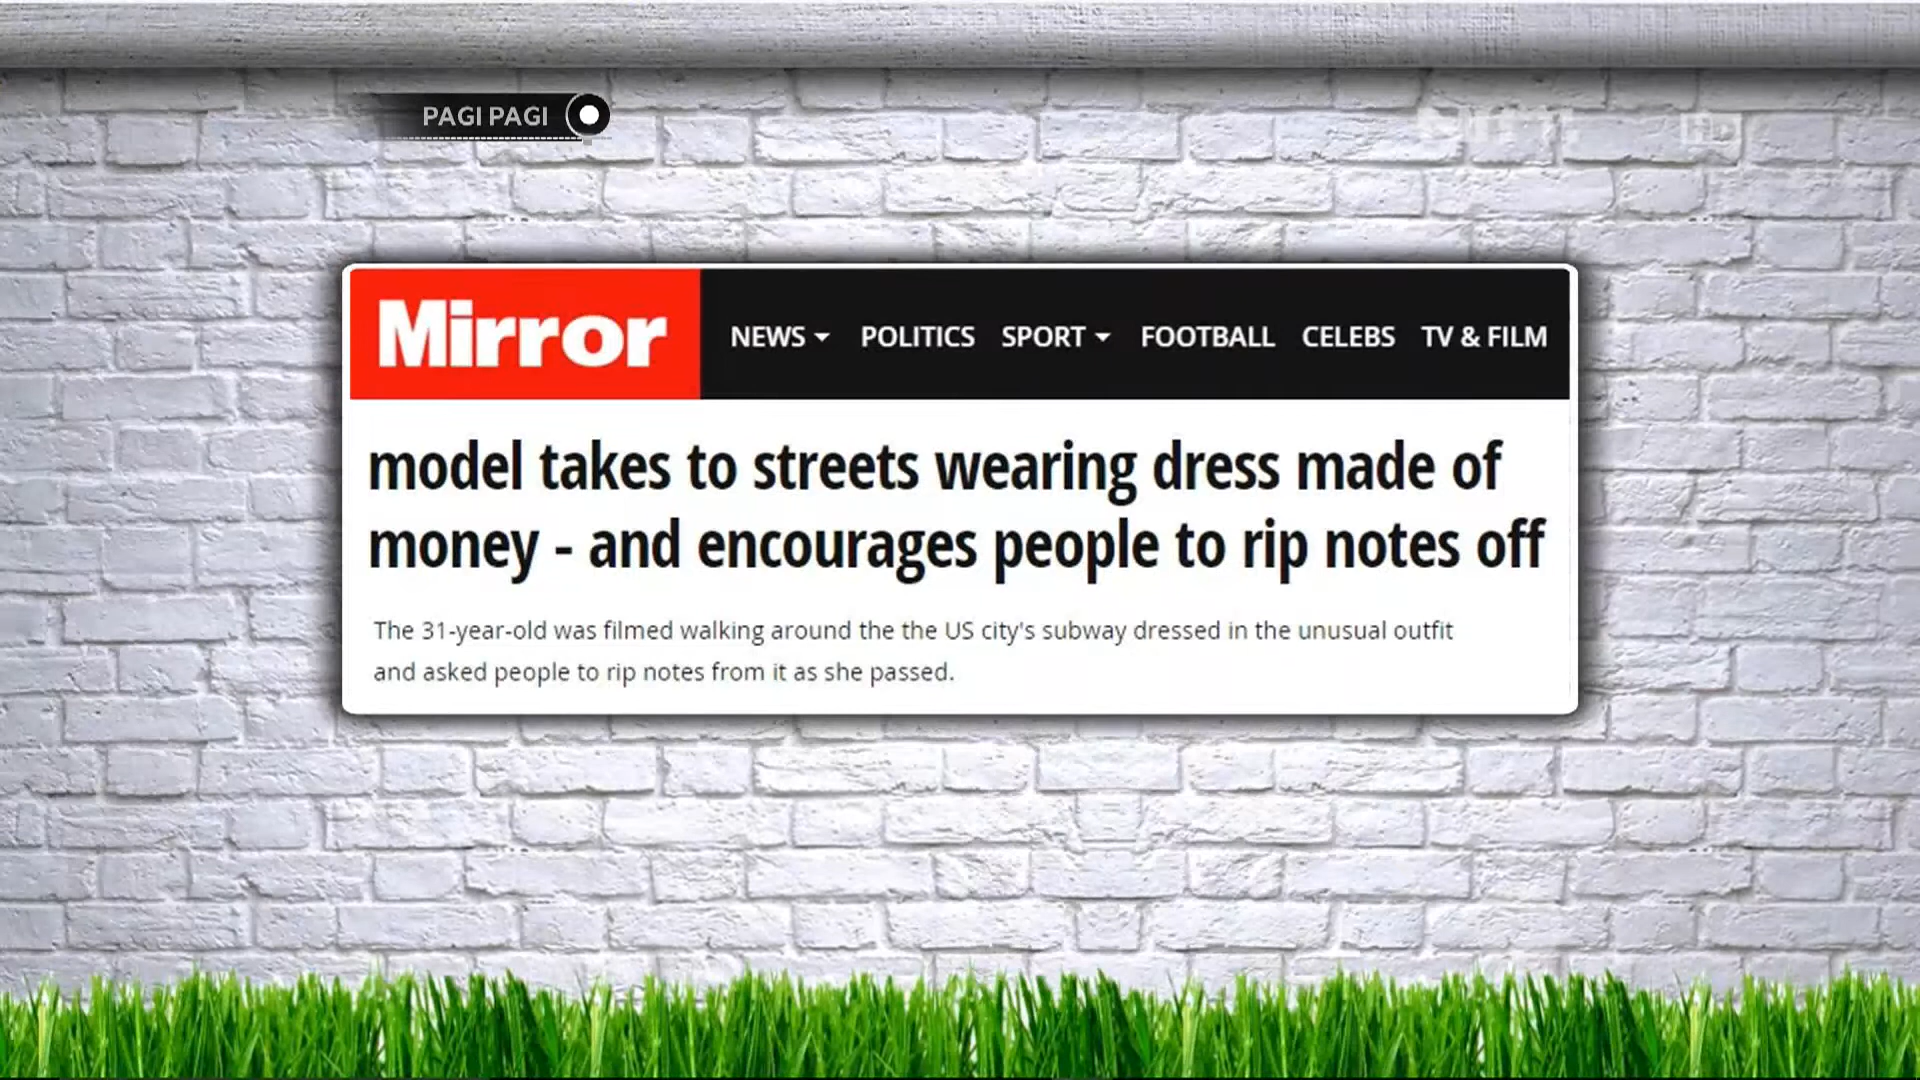 PAGI PAGI
HD
Mirror
NEWS POLITICS SPORT FOOTBALL CELEBS TV & FILM
model takes to streets wearing dress made of
money - and encourages people to rip notes off
The 31-year-old was filmed walking around the the US city's subway dressed in the unusual outfit
and asked people to rip notes from it as she passed.